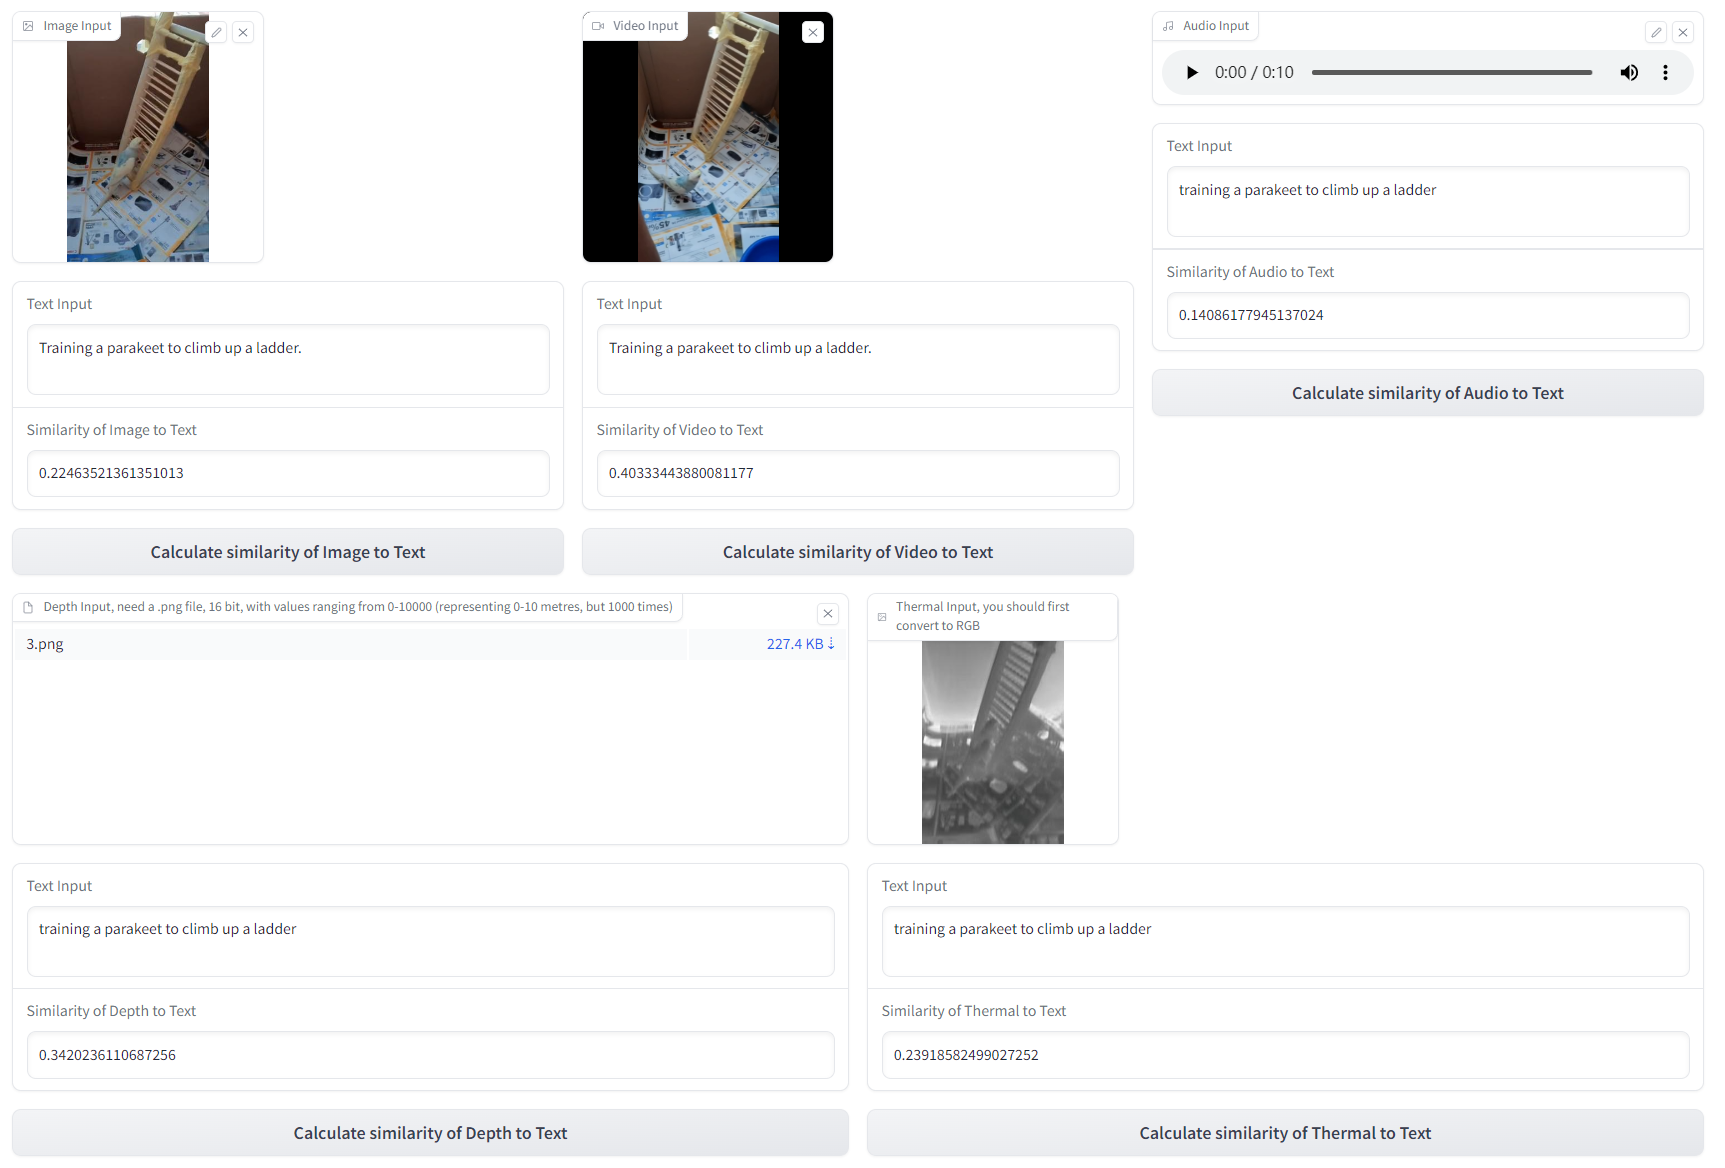 Image Input
Video Input
45%
Audio Input
0:00 / 0:10
Text Input
training a parakeet to climb up a ladder
Similarity of Audio to Text
0.14086177945137024
Calculate similarity of Audio to Text
Text Input
Training a parakeet to climb up a ladder.
Similarity of Image to Text
0.22463521361351013
Calculate similarity of Image to Text
Text Input
Training a parakeet to climb up a ladder.
Similarity of Video to Text
0.40333443880081177
Calculate similarity of Video to Text
Depth Input, need a .png file, 16 bit, with values ranging from 0-10000 (representing 0-10 metres, but 1000 times)
3.png
227.4 KB ⇣
Thermal Input, you should first
convert to RGB
Text Input
training a parakeet to climb up a ladder
Similarity of Depth to Text
0.3420236110687256
Calculate similarity of Depth to Text
Text Input
training a parakeet to climb up a ladder
Similarity of Thermal to Text
0.23918582499027252
Calculate similarity of Thermal to Text